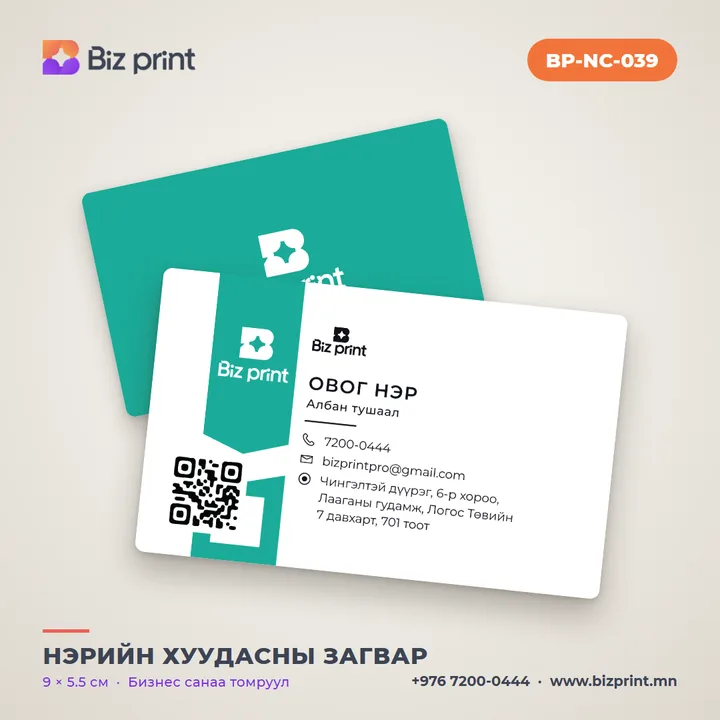 Biz print
BP-NC-039
Biz print
Biz print
ОВОГ НЭР
Албан тушаал
7200-0444
bizprintpro@gmail.com
Чингэлтэй дүүрэг, 6-р хороо,
Лааганы гудамж, Логос Төвийн
7 давхарт, 701 тоот
НЭРИЙН ХУУДАСНЫ ЗАГВАР
9 × 5.5 см · Бизнес санаа томруул
+976 7200-0444 · www.bizprint.mn